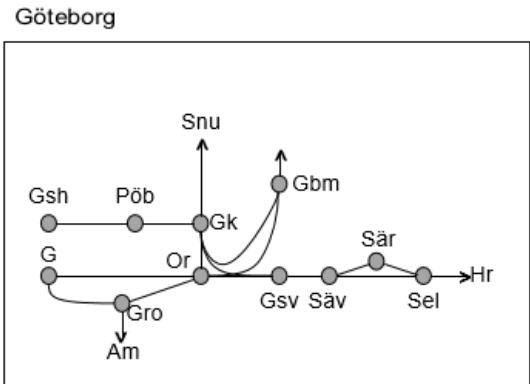 Göteborg
Snu
Gbm
Gsh Pöb
Gk
Sär
G
Or
Hr
Gsv Säv Sel
Gro
Am